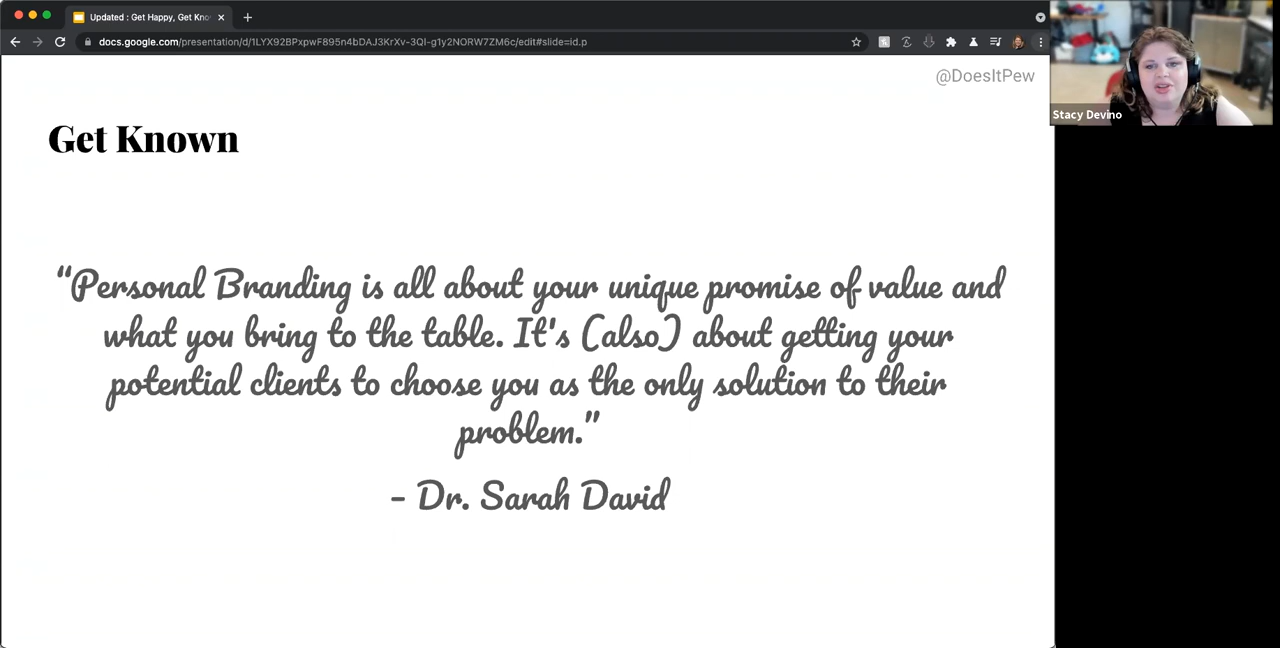 Updated : Get Happy, Get Kno
docs.google.com/presentation/d/1LYX92BPxpwF895n4bDAJ3KrXv-3QI-g1y2NORW7ZM6c/edit#slide=id.p
@DoesItPew
Stacy Devino
Get Known
“Personal Branding is all about your unique promise of value and
what you bring to the table. It's (also) about getting your
potential clients to choose you as the only solution to their
problem.”
- Dr. Sarah David